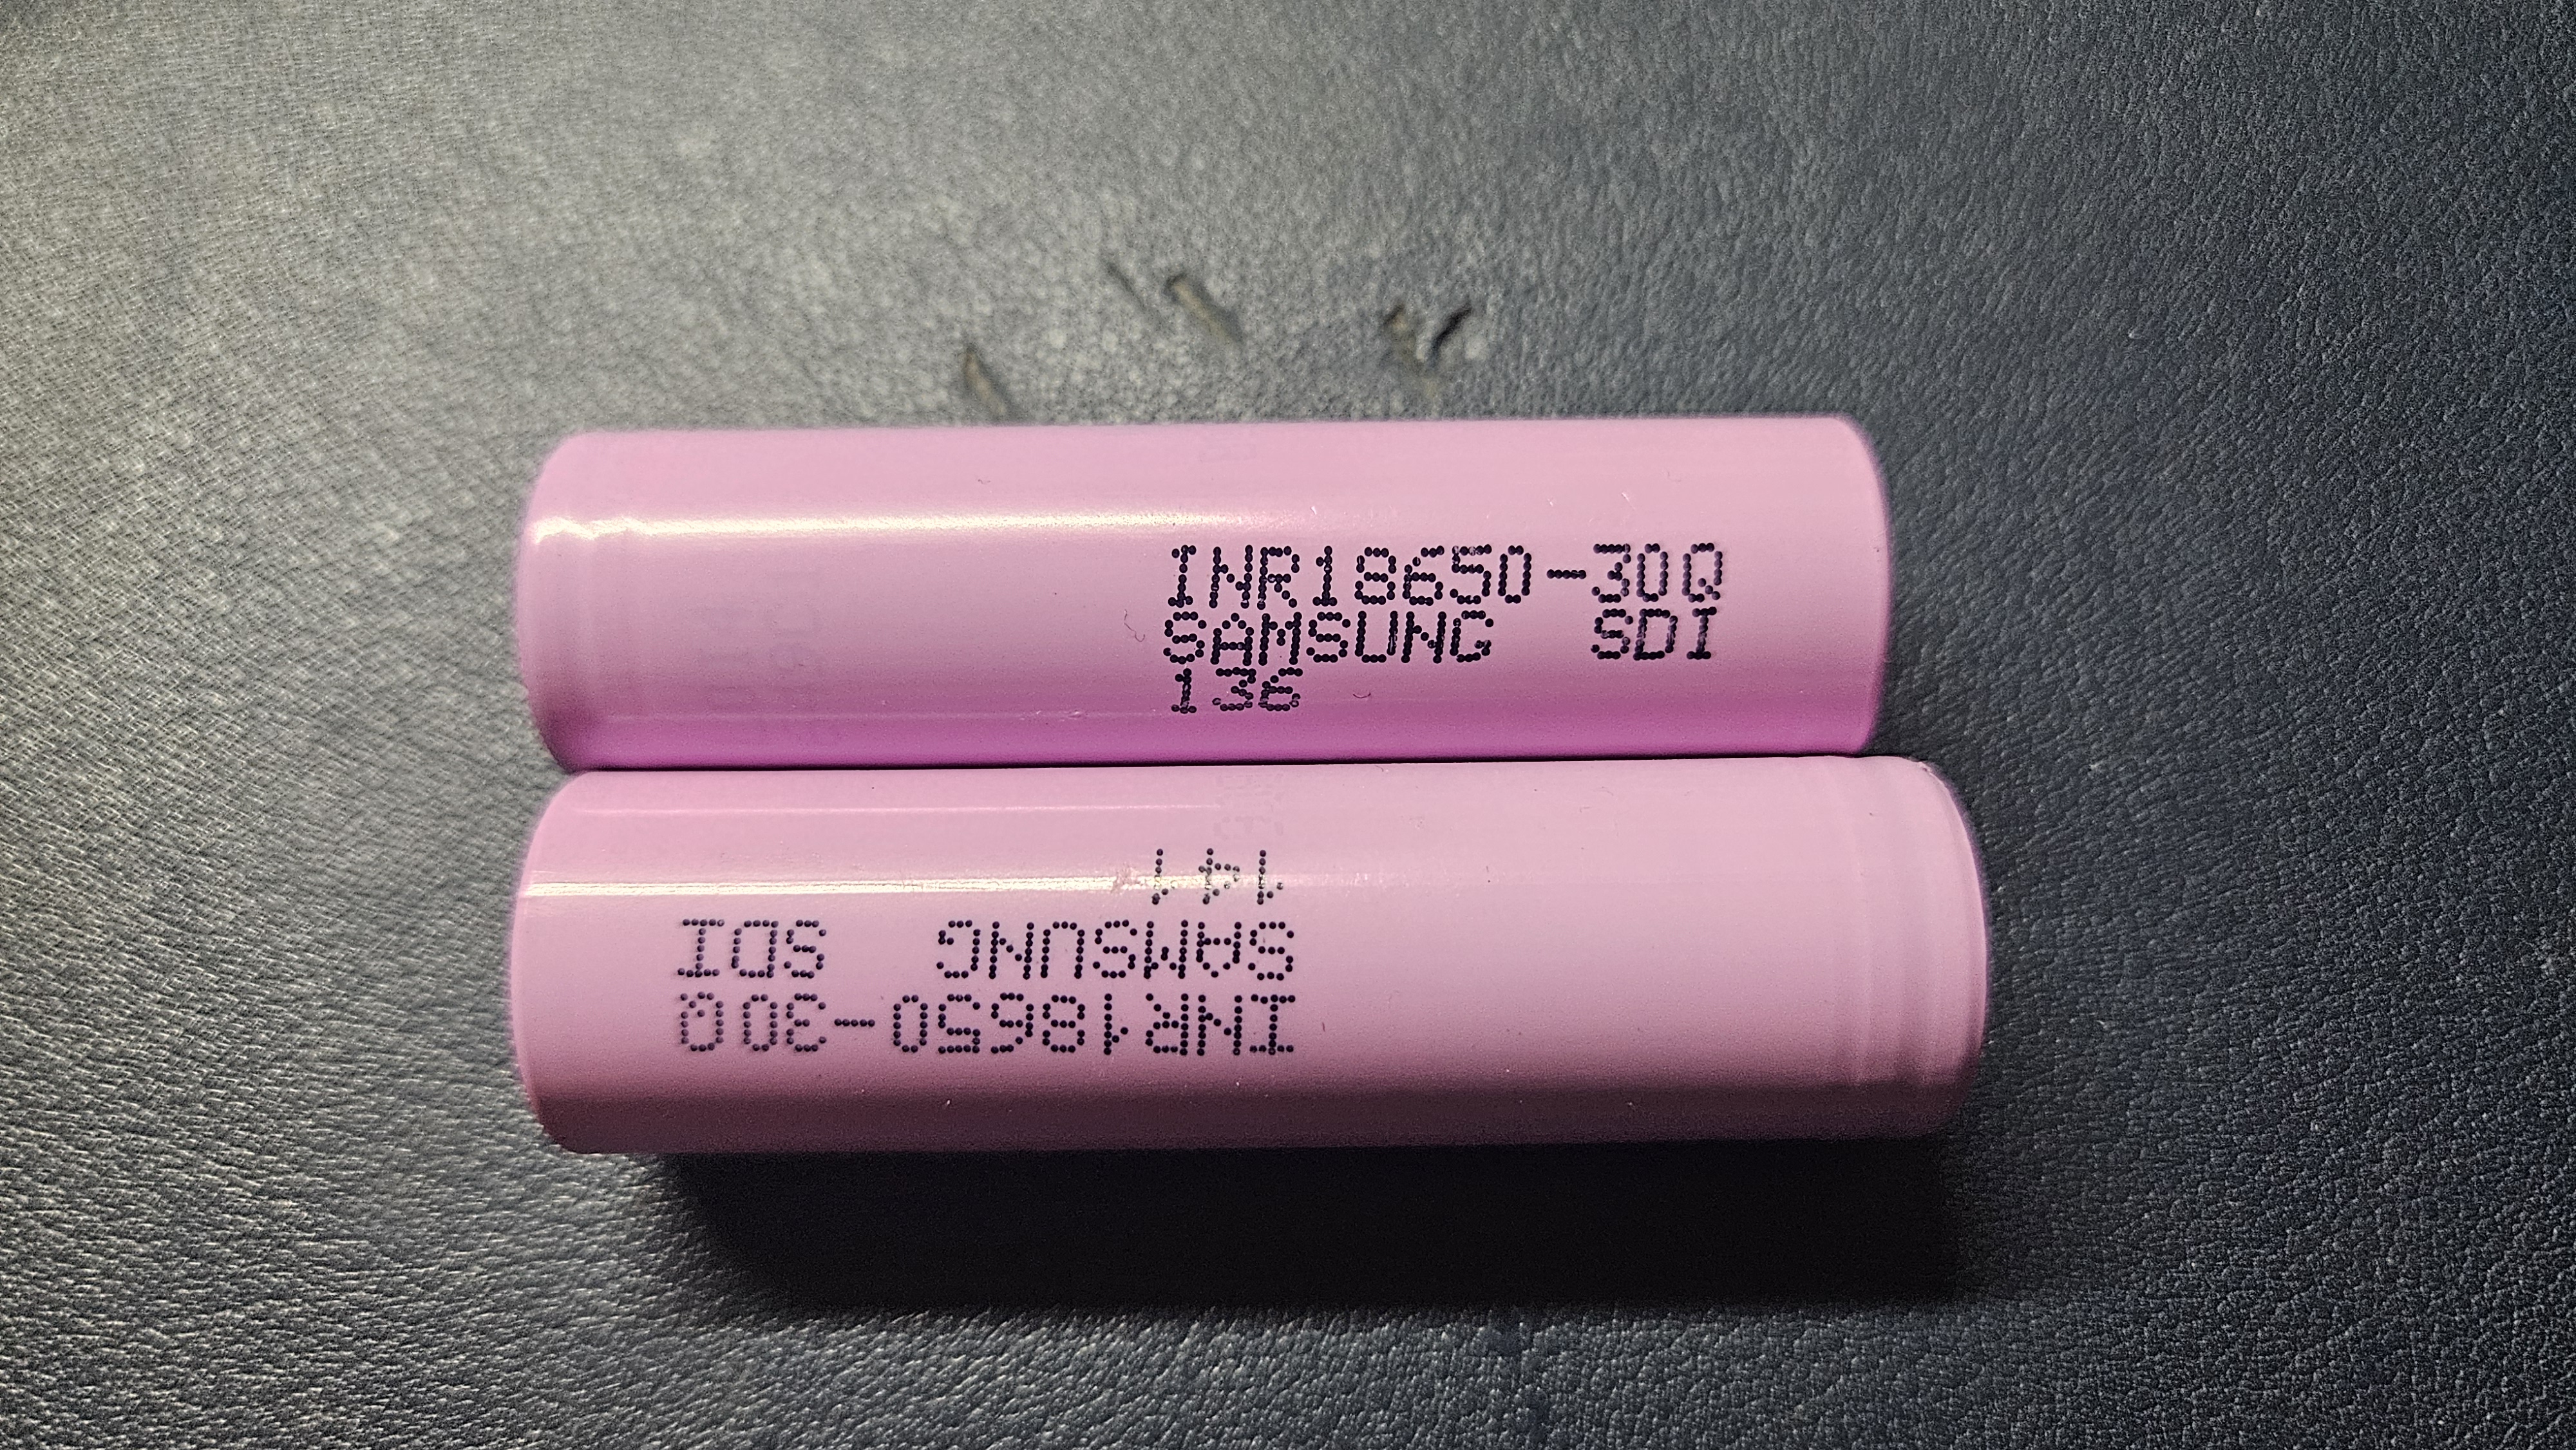 INR18650-30Q
SAMSUNG SDI
136
INR18650-30Q
SAMSUNG SDI
141